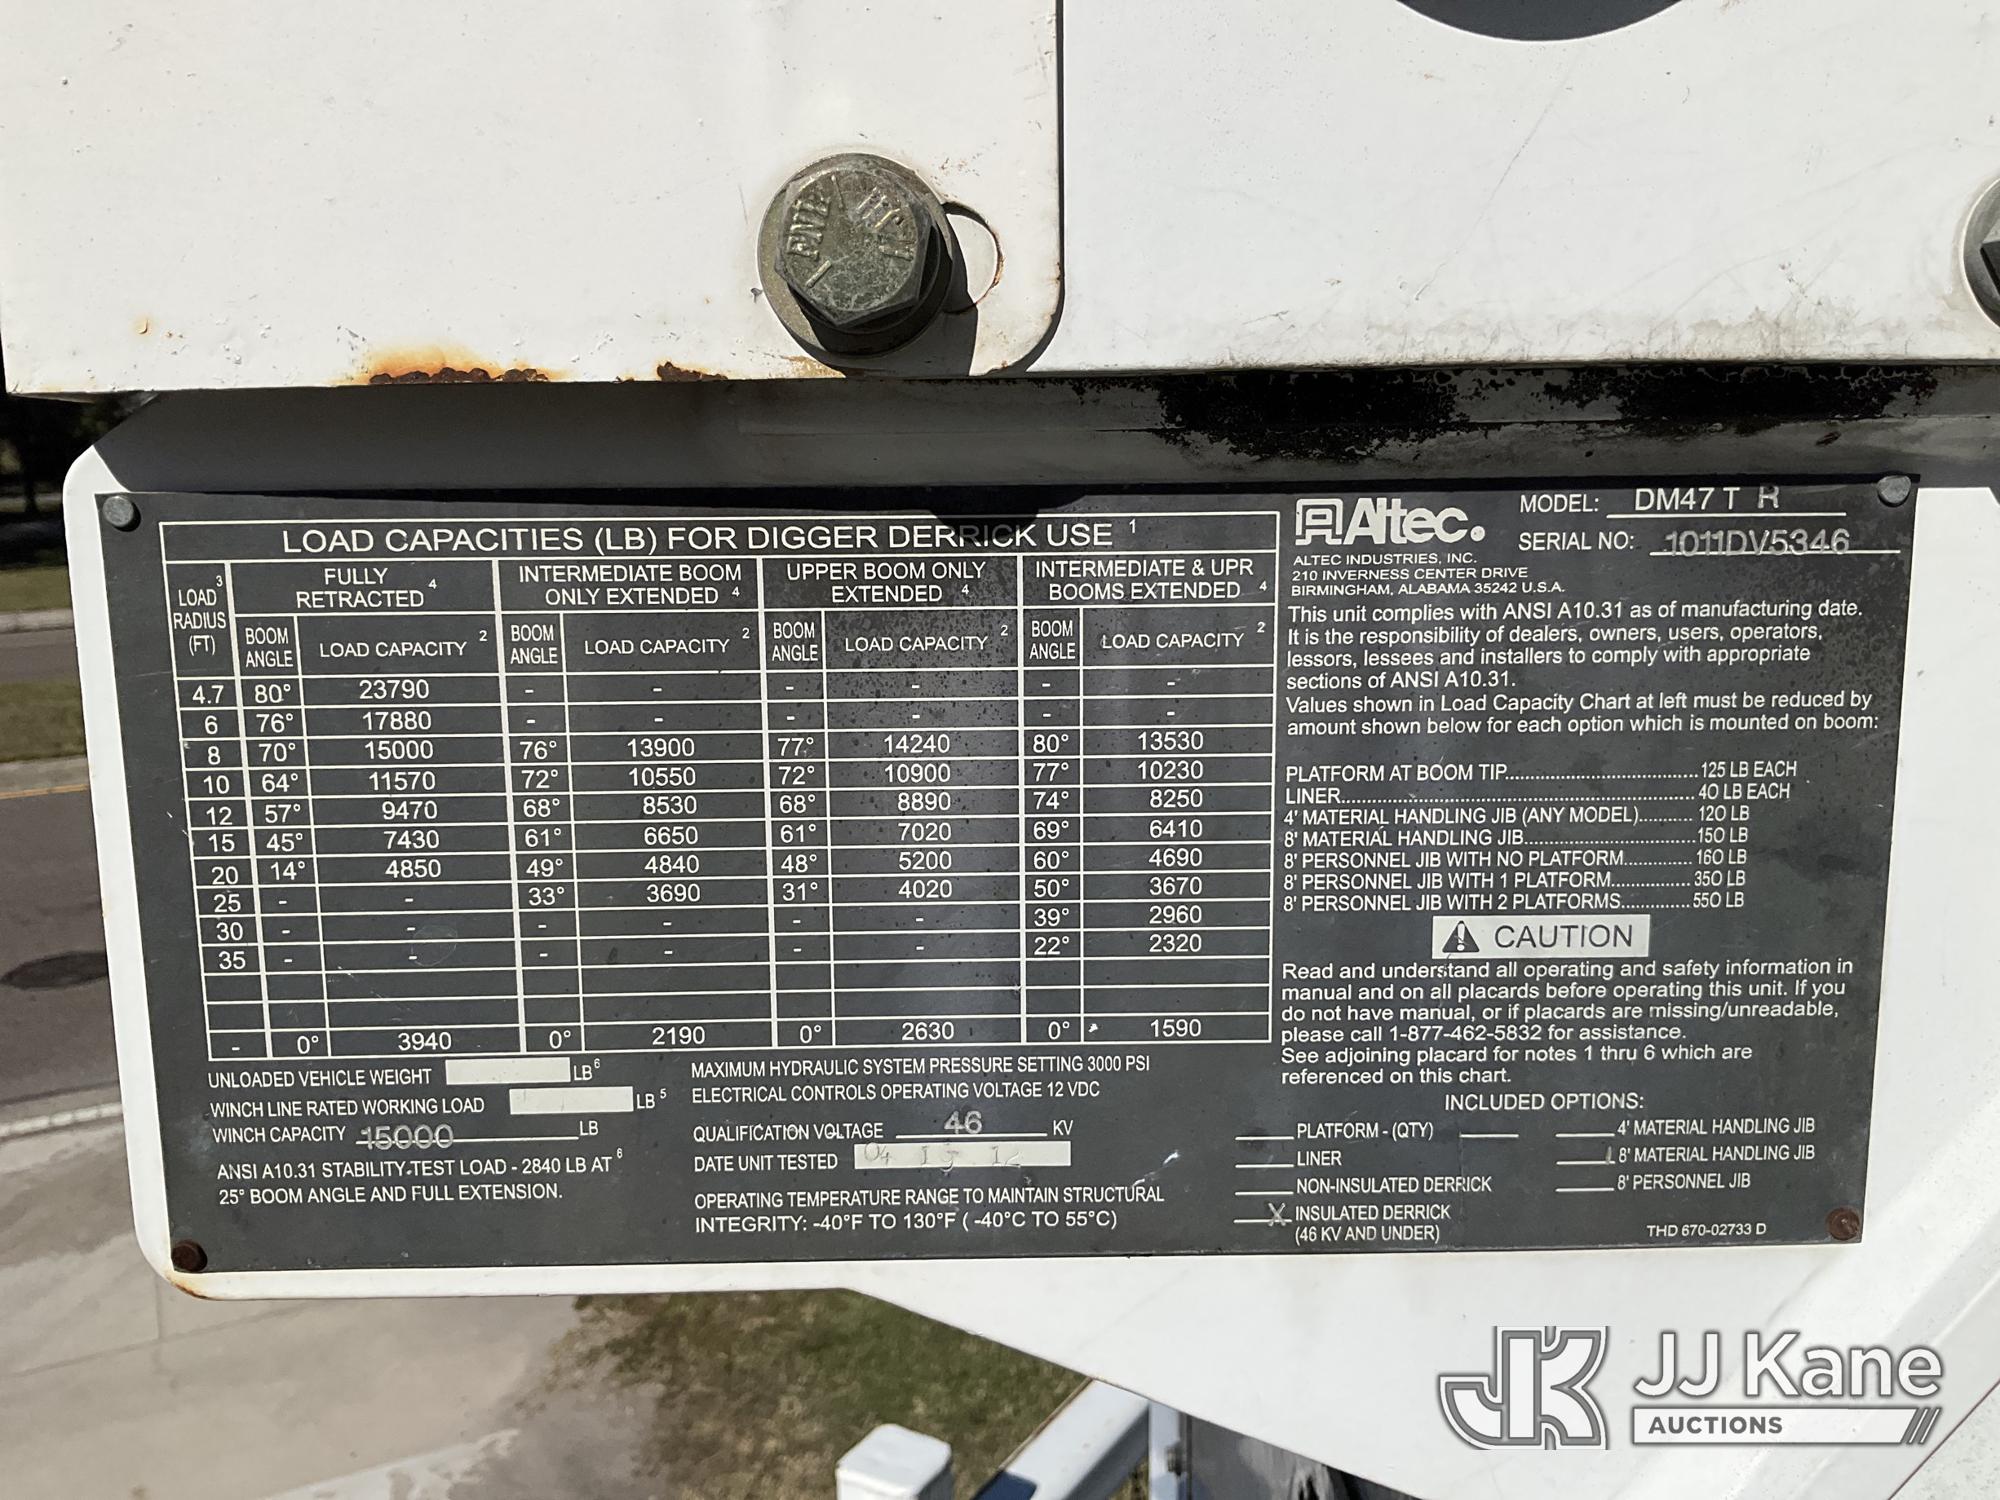 LOAD CAPACITIES (LB) FOR DIGGER DERRICK USE 1
LOAD 3 RADIUS (FT)
FULLY RETRACTED 4
INTERMEDIATE BOOM ONLY EXTENDED 4
UPPER BOOM ONLY EXTENDED 4
INTERMEDIATE & UPR BOOMS EXTENDED 4
BOOM ANGLE LOAD CAPACITY 2 BOOM ANGLE LOAD CAPACITY 2 BOOM ANGLE LOAD CAPACITY 2 BOOM ANGLE LOAD CAPACITY 2
4.7 80° 23790 - - - - - -
6 76° 17880 - - - - - -
8 70° 15000 76° 13900 77° 14240 80° 13530
10 64° 11570 72° 10550 72° 10900 77° 10230
12 57° 9470 68° 8530 68° 8890 74° 8250
15 45° 7430 61° 6650 61° 7020 69° 6410
20 14° 4850 49° 4840 48° 5200 60° 4690
25 - - 33° 3690 31° 4020 50° 3670
30 - - - - - - 39° 2960
35 - - - - - - 22° 2320
- 0° 3940 0° 2190 0° 2630 0° 1590
UNLOADED VEHICLE WEIGHT LB 6
WINCH LINE RATED WORKING LOAD LB 5
WINCH CAPACITY 15000 LB
ANSI A10.31 STABILITY TEST LOAD - 2840 LB AT 6
25° BOOM ANGLE AND FULL EXTENSION.
MAXIMUM HYDRAULIC SYSTEM PRESSURE SETTING 3000 PSI
ELECTRICAL CONTROLS OPERATING VOLTAGE 12 VDC
QUALIFICATION VOLTAGE 46 KV
DATE UNIT TESTED 04 12
OPERATING TEMPERATURE RANGE TO MAINTAIN STRUCTURAL
INTEGRITY: -40°F TO 130°F ( -40°C TO 55°C)
Altec.
MODEL: DM47 T R
SERIAL NO: 1011DV5346
ALTEC INDUSTRIES, INC.
210 INVERNESS CENTER DRIVE
BIRMINGHAM, ALABAMA 35242 U.S.A.
This unit complies with ANSI A10.31 as of manufacturing date.
It is the responsibility of dealers, owners, users, operators,
lessors, lessees and installers to comply with appropriate
sections of ANSI A10.31.
Values shown in Load Capacity Chart at left must be reduced by
amount shown below for each option which is mounted on boom:
PLATFORM AT BOOM TIP......125 LB EACH
LINER......40 LB EACH
4' MATERIAL HANDLING JIB (ANY MODEL)......120 LB
8' MATERIAL HANDLING JIB......150 LB
8' PERSONNEL JIB WITH NO PLATFORM......160 LB
8' PERSONNEL JIB WITH 1 PLATFORM......350 LB
8' PERSONNEL JIB WITH 2 PLATFORMS......550 LB
CAUTION
Read and understand all operating and safety information in
manual and on all placards before operating this unit. If you
do not have manual, or if placards are missing/unreadable,
please call 1-877-462-5832 for assistance.
See adjoining placard for notes 1 thru 6 which are
referenced on this chart.
INCLUDED OPTIONS:
PLATFORM - (QTY) 4' MATERIAL HANDLING JIB
LINER 8' MATERIAL HANDLING JIB
NON-INSULATED DERRICK 8' PERSONNEL JIB
X INSULATED DERRICK
(46 KV AND UNDER)
THD 670-02733 D
JK JJ Kane
AUCTIONS